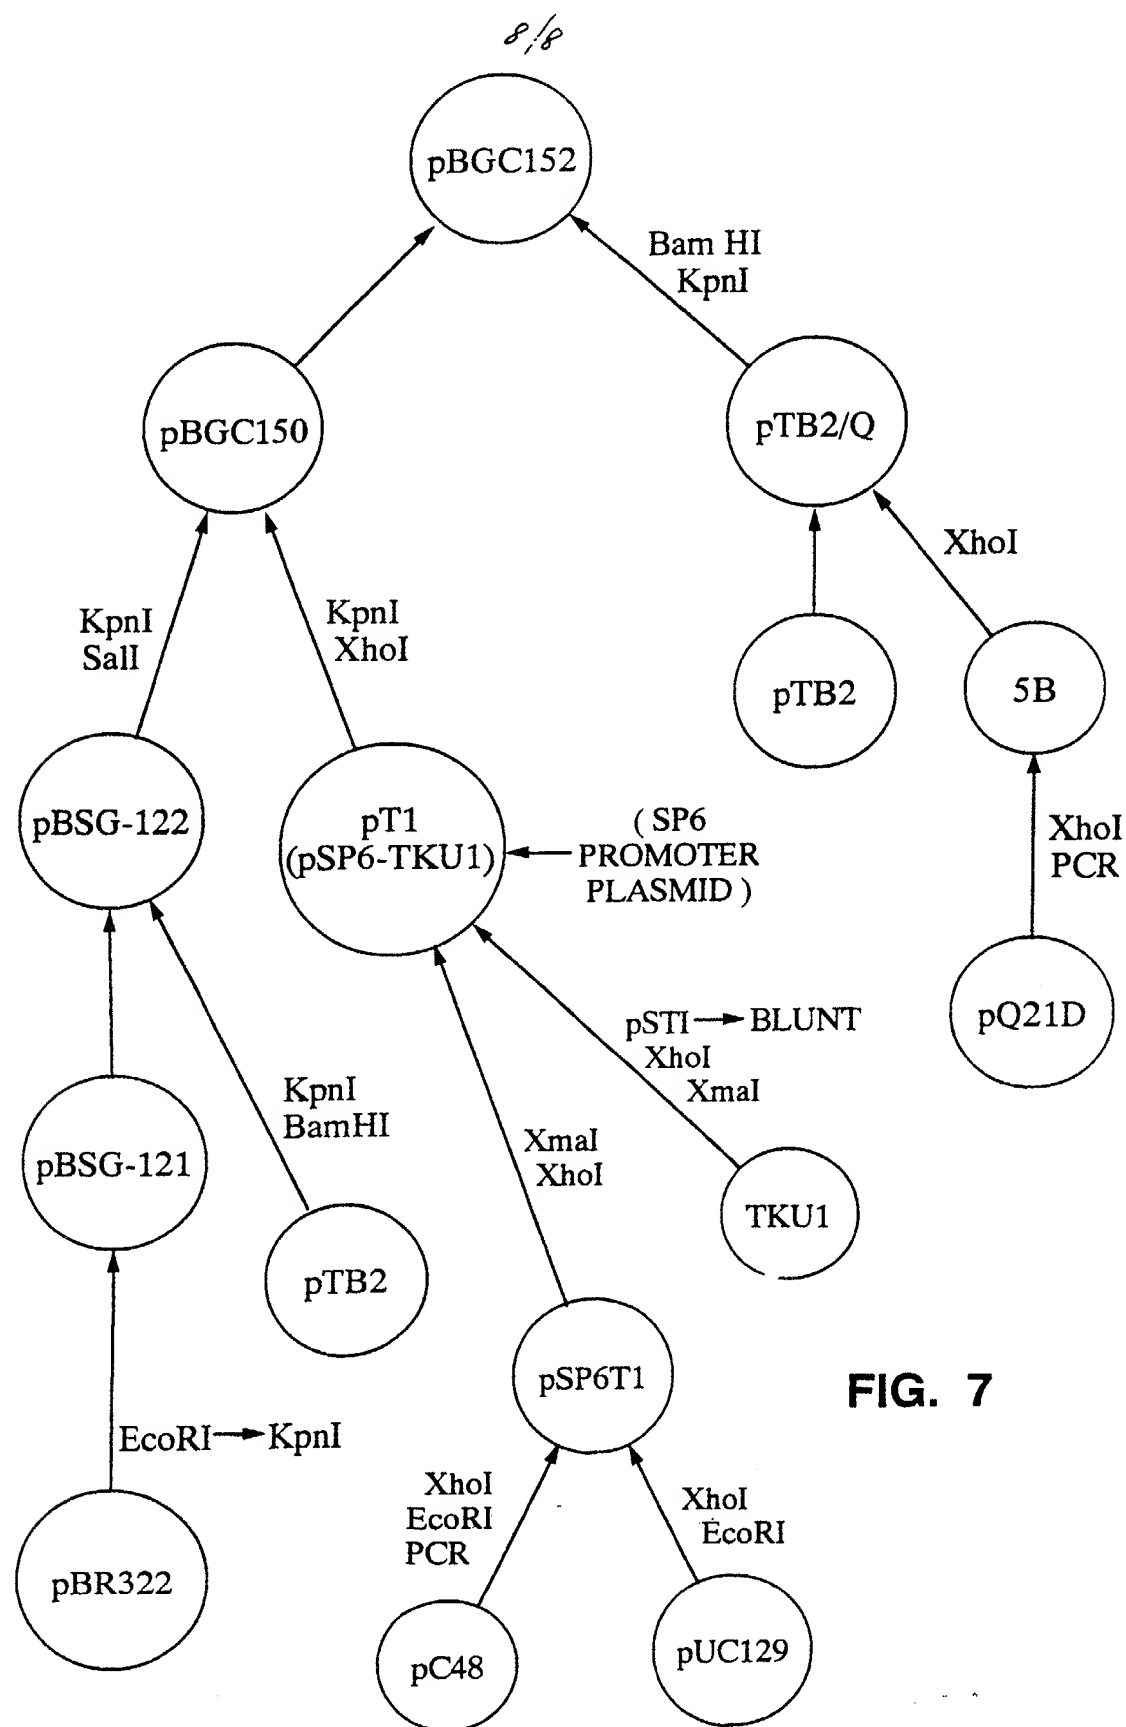 8/8
pBGC152
Bam HI
KpnI
pBGC150
pTB2/Q
XhoI
KpnI
SalI
KpnI
XhoI
pTB2
5B
pBSG-122
pT1
(pSP6-TKU1)
( SP6
PROMOTER
PLASMID )
XhoI
PCR
pQ21D
pSTI → BLUNT
XhoI
XmaI
KpnI
BamHI
pBSG-121
XmaI
XhoI
TKU1
pTB2
pSP6T1
FIG. 7
EcoRI → KpnI
XhoI
EcoRI
PCR
XhoI
EcoRI
pBR322
pC48
pUC129